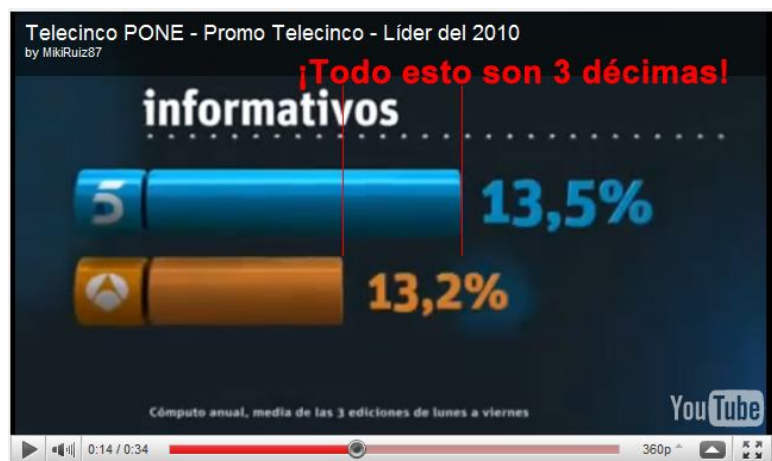 Telecinco PONE - Promo Telecinco - Líder del 2010
by MikiRuiz87
¡Todo esto son 3 décimas!
informativos
5 13,5%
13,2%
Cómputo anual, media de las 3 ediciones de lunes a viernes
YouTube
0:14 / 0:34 360p